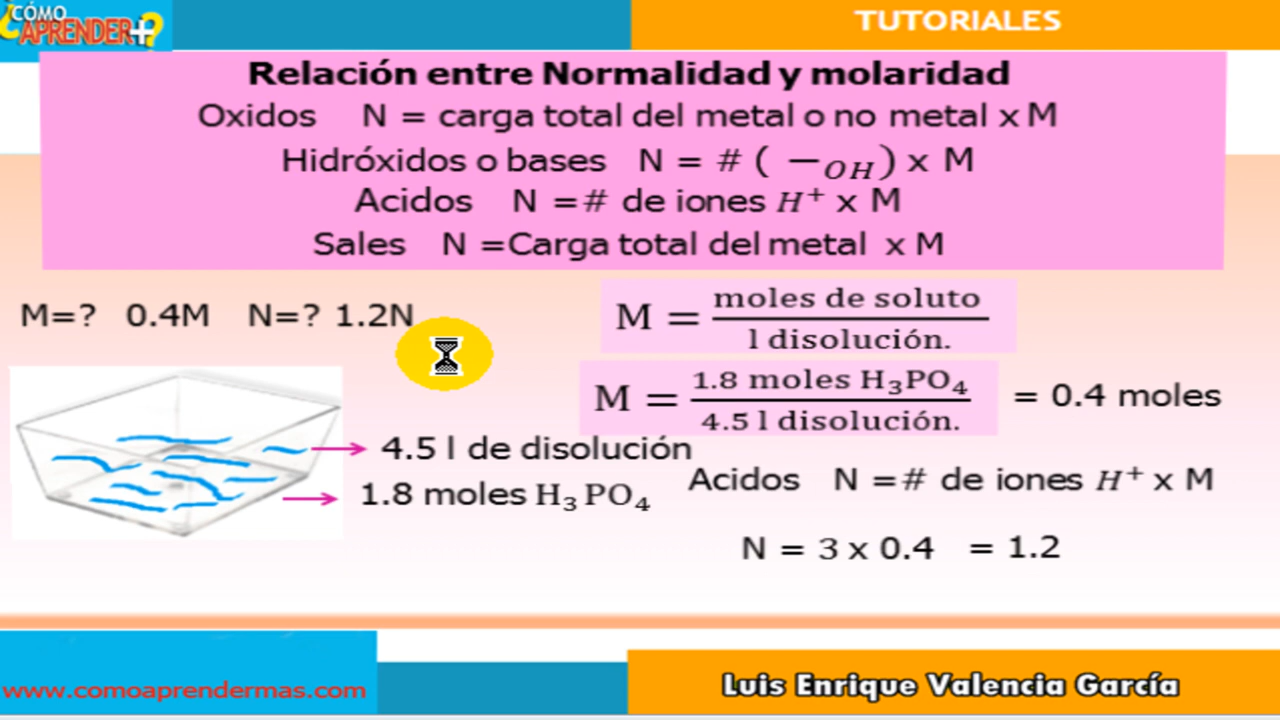 ¿CÓMO
APRENDER+?
TUTORIALES
Relación entre Normalidad y molaridad
Oxidos N = carga total del metal o no metal x M
Hidróxidos o bases N = # ( −OH) x M
Acidos N =# de iones H⁺ x M
Sales N =Carga total del metal x M
M=? 0.4M N=? 1.2N
M = moles de soluto / l disolución.
M = 1.8 moles H₃PO₄ / 4.5 l disolución. = 0.4 moles
4.5 l de disolución
1.8 moles H₃PO₄
Acidos N =# de iones H⁺ x M
N = 3 x 0.4 = 1.2
www.comoaprendermas.com
Luis Enrique Valencia García